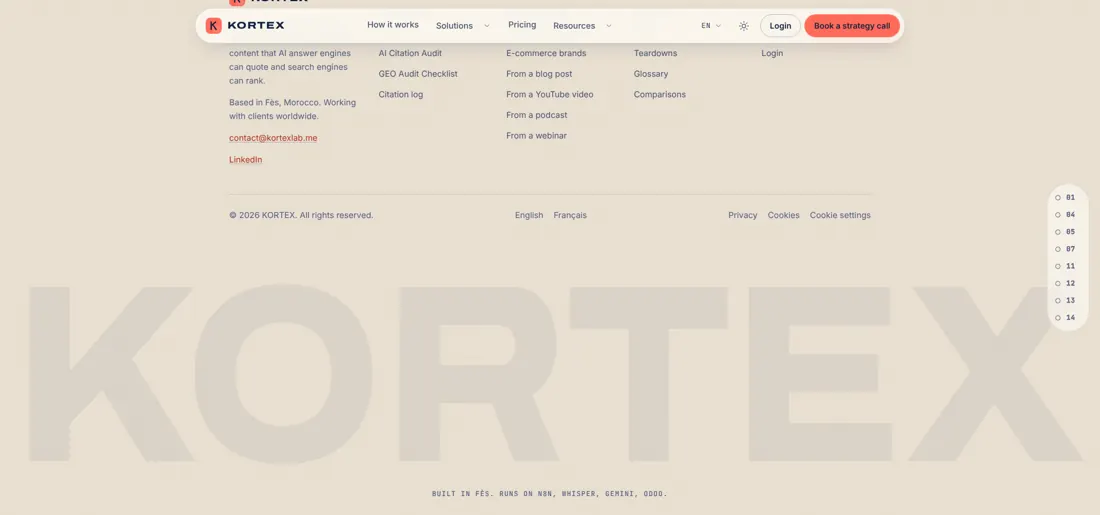 KORTEX
How it works
Solutions
Pricing
Resources
EN
Login
Book a strategy call
content that AI answer engines
can quote and search engines
can rank.
Based in Fès, Morocco. Working
with clients worldwide.
contact@kortexlab.me
LinkedIn
AI Citation Audit
GEO Audit Checklist
Citation log
E-commerce brands
From a blog post
From a YouTube video
From a podcast
From a webinar
Teardowns
Glossary
Comparisons
Login
© 2026 KORTEX. All rights reserved.
English Français
Privacy Cookies Cookie settings
01
04
05
07
11
12
13
14
KORTEX
BUILT IN FÈS. RUNS ON N8N, WHISPER, GEMINI, ODOO.